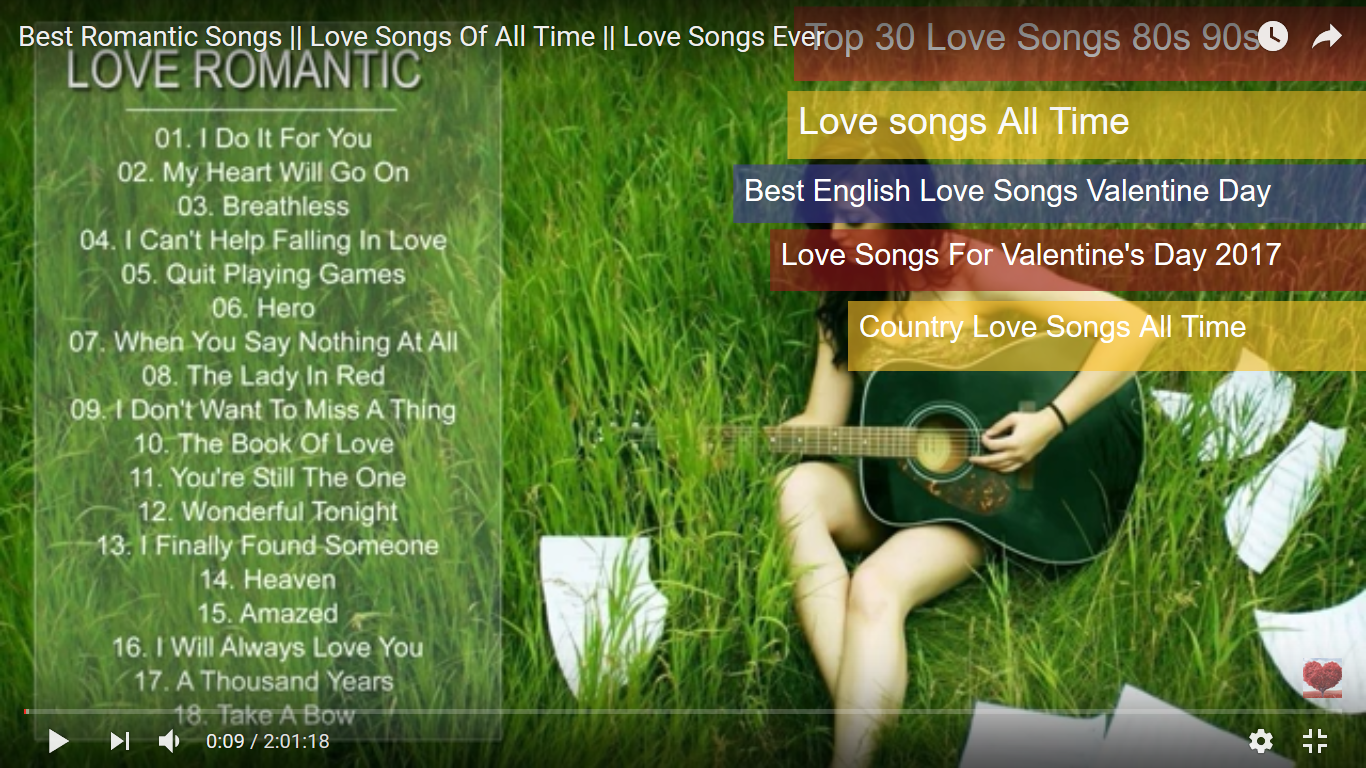 Best Romantic Songs || Love Songs Of All Time || Love Songs Ever
Top 30 Love Songs 80s 90s
LOVE ROMANTIC
01. I Do It For You
02. My Heart Will Go On
03. Breathless
04. I Can't Help Falling In Love
05. Quit Playing Games
06. Hero
07. When You Say Nothing At All
08. The Lady In Red
09. I Don't Want To Miss A Thing
10. The Book Of Love
11. You're Still The One
12. Wonderful Tonight
13. I Finally Found Someone
14. Heaven
15. Amazed
16. I Will Always Love You
17. A Thousand Years
18. Take A Bow
Love songs All Time
Best English Love Songs Valentine Day
Love Songs For Valentine's Day 2017
Country Love Songs All Time
0:09 / 2:01:18